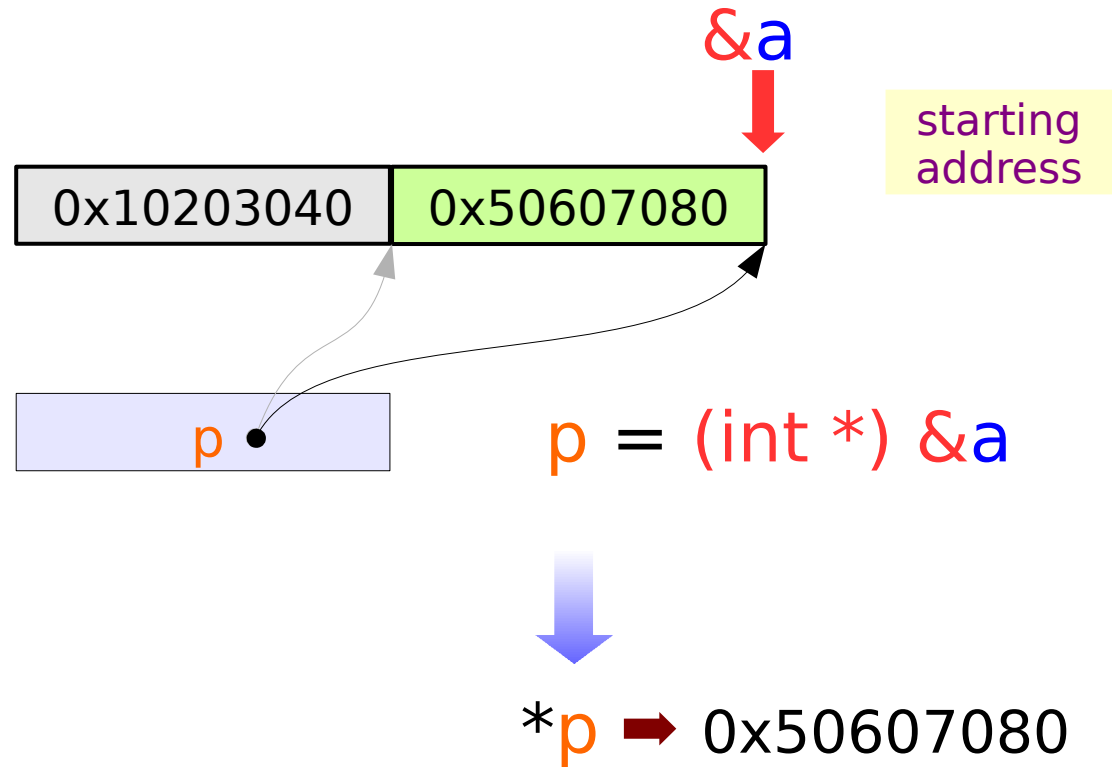 &a
starting
address
0x10203040 0x50607080
p
p = (int *) &a
*p 0x50607080